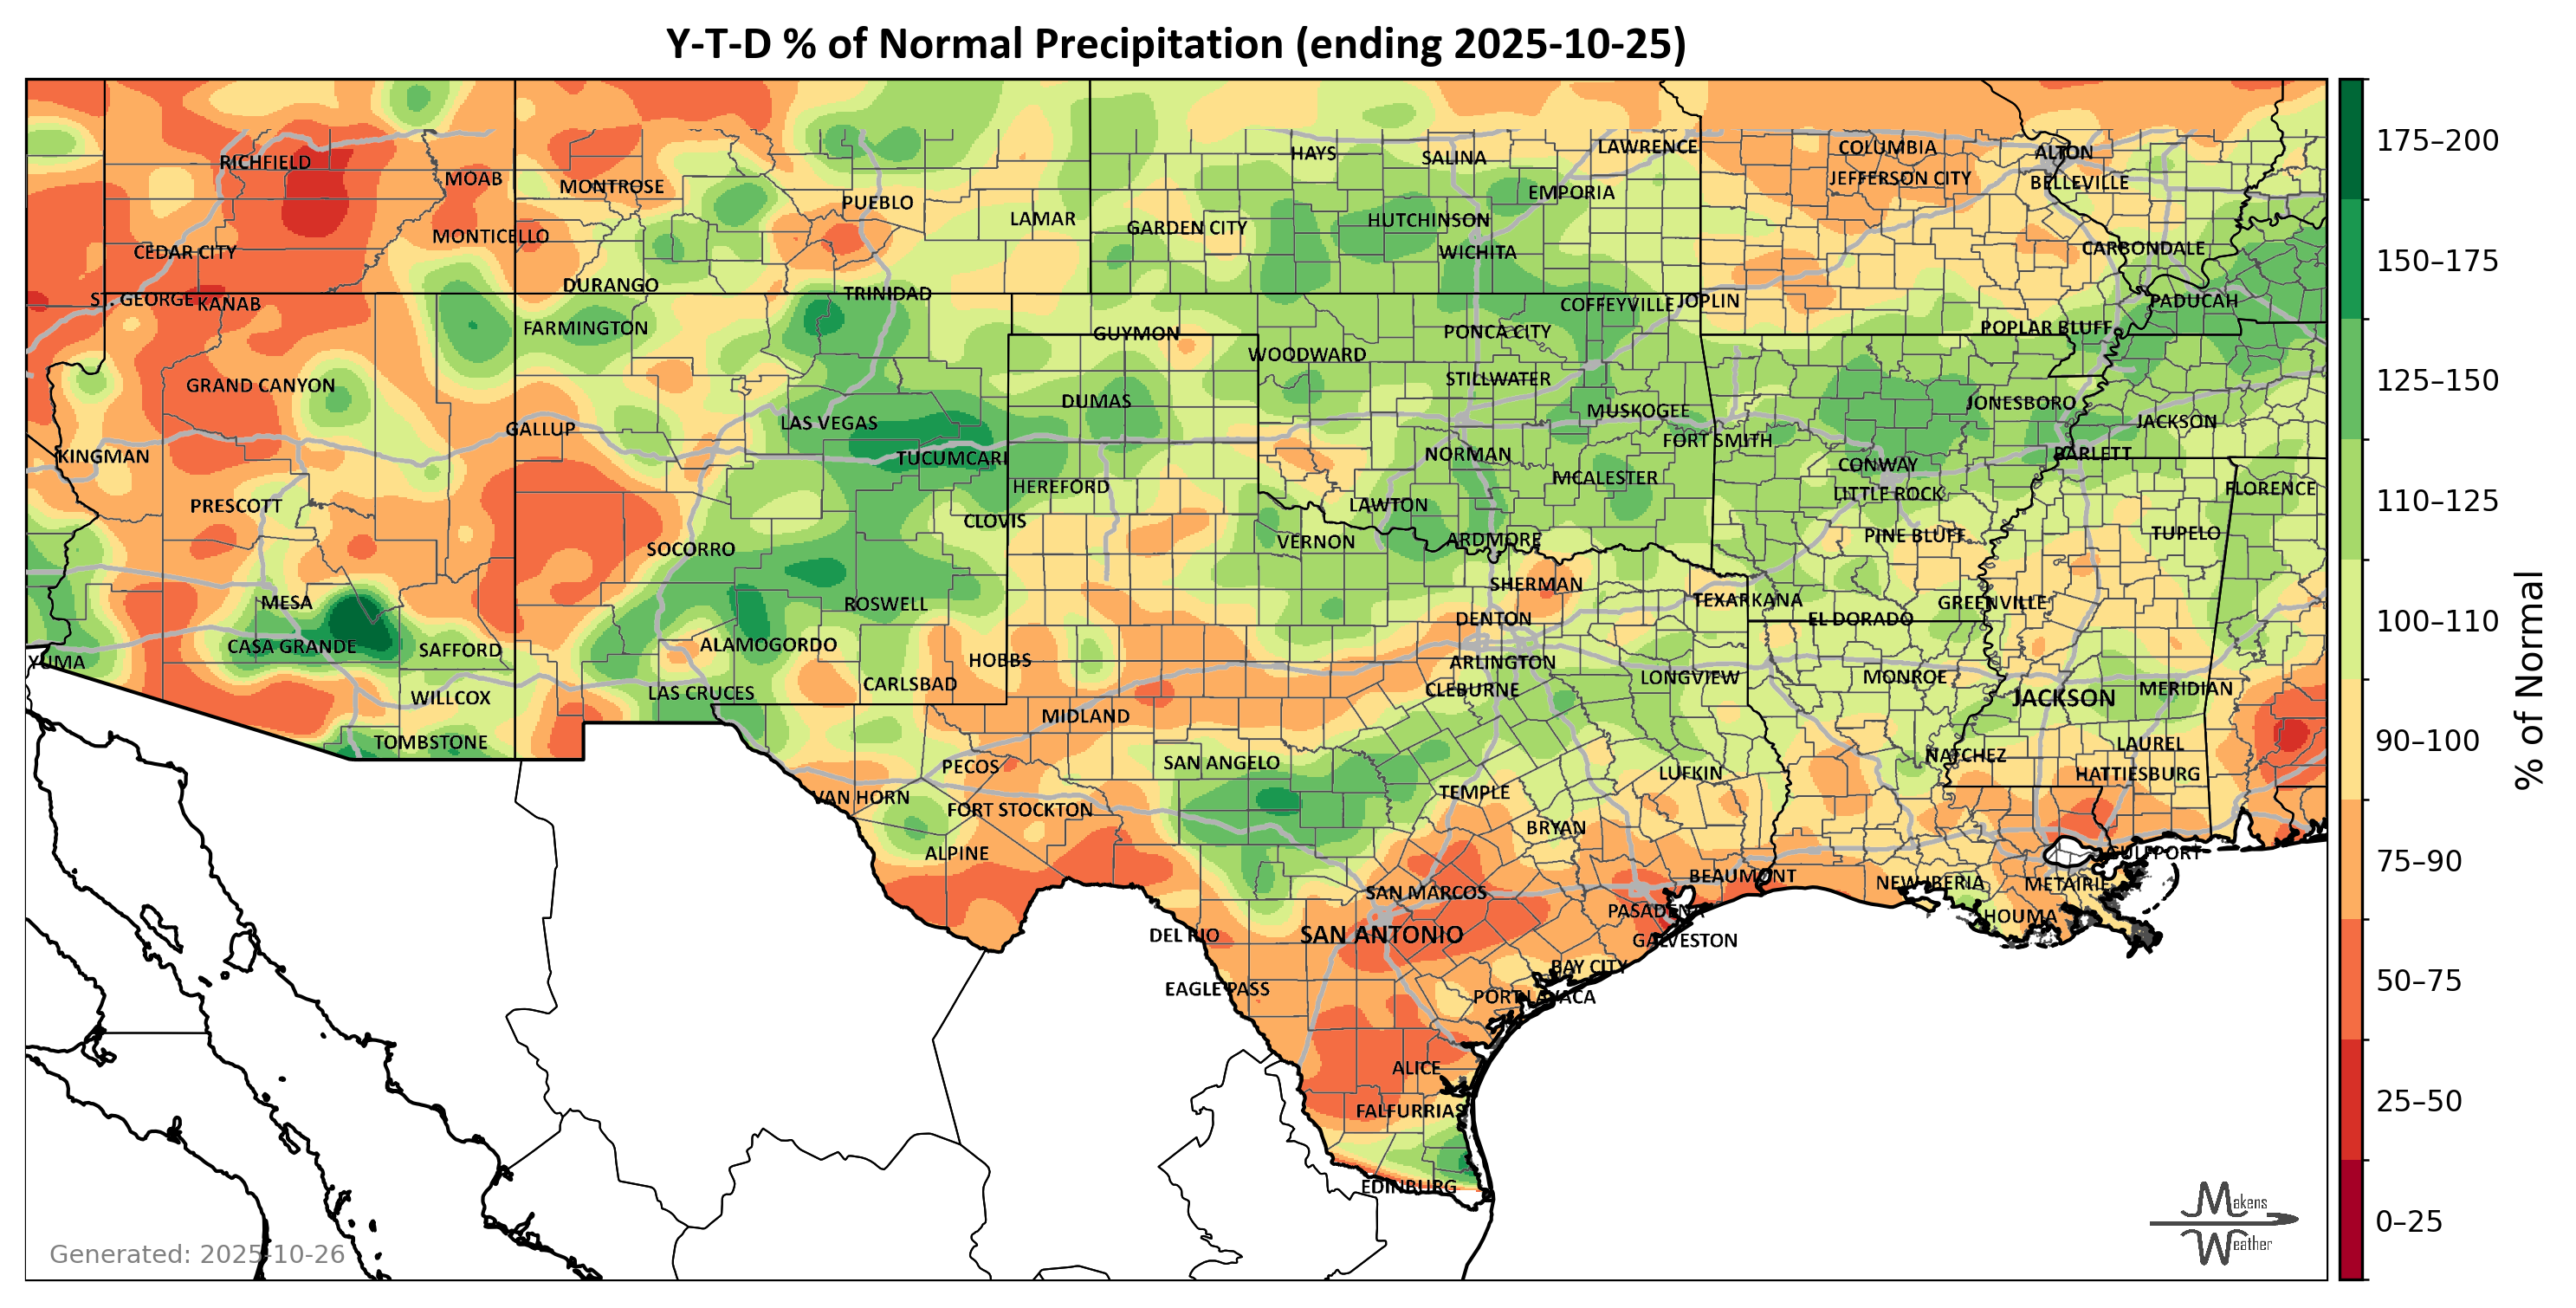 Y-T-D % of Normal Precipitation (ending 2025-10-25)
HAYS
SALINA
LAWRENCE
COLUMBIA
ALTON
RICHFIELD
MOAB
MONTROSE
EMPORIA
JEFFERSON CITY
BELLEVILLE
PUEBLO
LAMAR
GARDEN CITY
HUTCHINSON
MONTICELLO
CEDAR CITY
WICHITA
CARBONDALE
DURANGO
ST. GEORGE
KANAB
TRINIDAD
COFFEYVILLE
JOPLIN
PADUCAH
FARMINGTON
GUYMON
PONCA CITY
POPLAR BLUFF
WOODWARD
GRAND CANYON
STILLWATER
DUMAS
MUSKOGEE
JONESBORO
LAS VEGAS
JACKSON
GALLUP
FORT SMITH
KINGMAN
TUCUMCARI
NORMAN
BARLETT
CONWAY
MCALESTER
HEREFORD
LITTLE ROCK
FLORENCE
PRESCOTT
LAWTON
CLOVIS
PINE BLUFF
TUPELO
SOCORRO
VERNON
ARDMORE
SHERMAN
MESA
ROSWELL
TEXARKANA
GREENVILLE
DENTON
EL DORADO
CASA GRANDE
SAFFORD
ALAMOGORDO
YUMA
HOBBS
ARLINGTON
LONGVIEW
MONROE
WILLCOX
LAS CRUCES
CARLSBAD
CLEBURNE
JACKSON
MERIDIAN
MIDLAND
TOMBSTONE
LAUREL
PECOS
SAN ANGELO
NATCHEZ
LUFKIN
HATTIESBURG
VAN HORN
FORT STOCKTON
TEMPLE
BRYAN
ALPINE
GULFPORT
SAN MARCOS
BEAUMONT
NEW IBERIA
METAIRIE
PASADENA
HOUMA
DEL RIO
SAN ANTONIO
GALVESTON
BAY CITY
EAGLE PASS
PORT LAVACA
ALICE
FALFURRIAS
EDINBURG
Generated: 2025-10-26
Makens
Weather
175–200
150–175
125–150
110–125
100–110
90–100
75–90
50–75
25–50
0–25
% of Normal